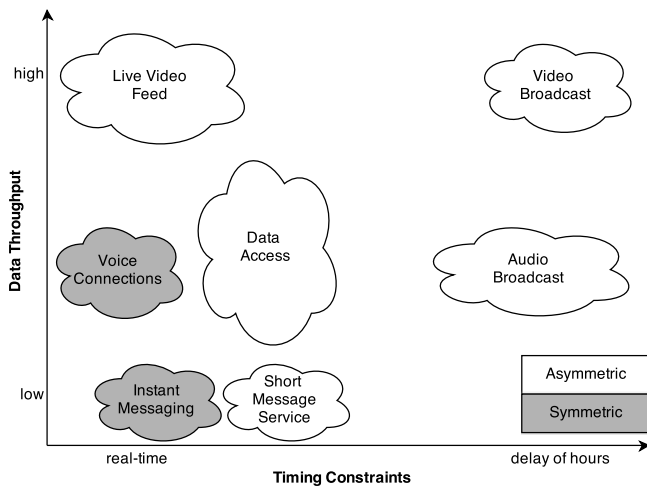 high
Live Video
Feed
Video
Broadcast
Data Throughput
Voice
Connections
Data
Access
Audio
Broadcast
low
Instant
Messaging
Short
Message
Service
Asymmetric
Symmetric
real-time
delay of hours
Timing Constraints